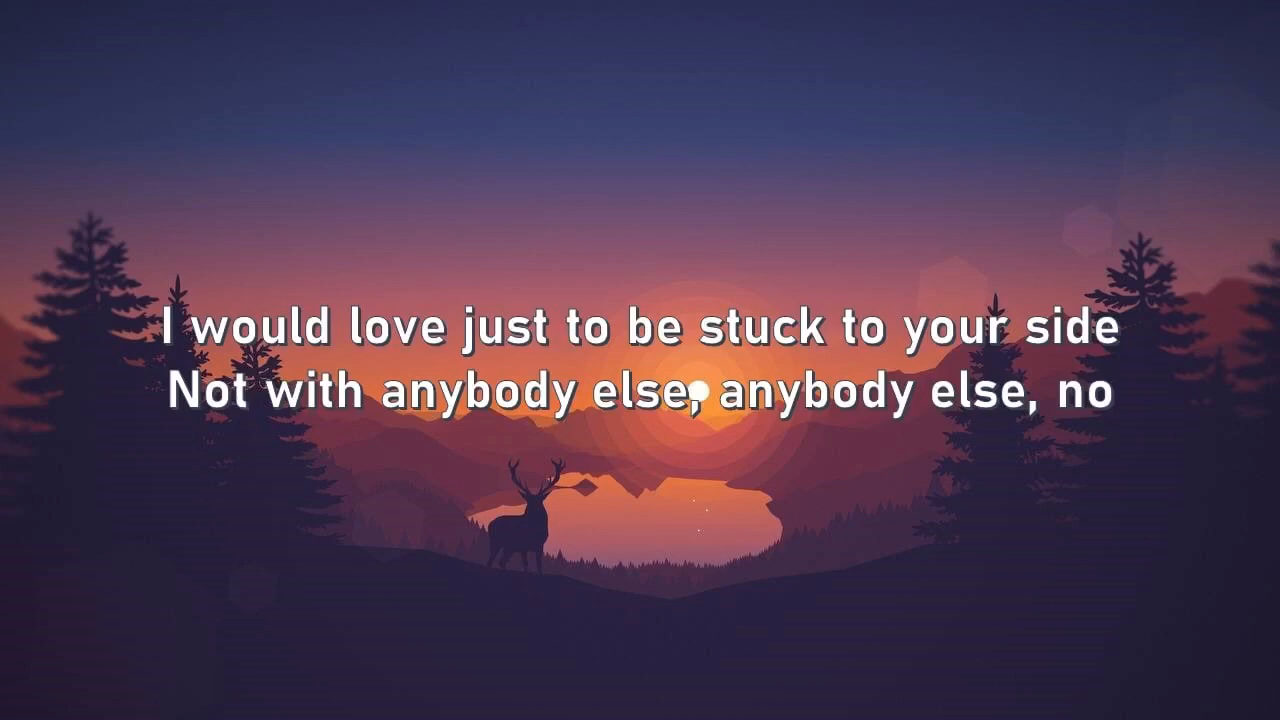 I would love just to be stuck to your side
Not with anybody else, anybody else, no